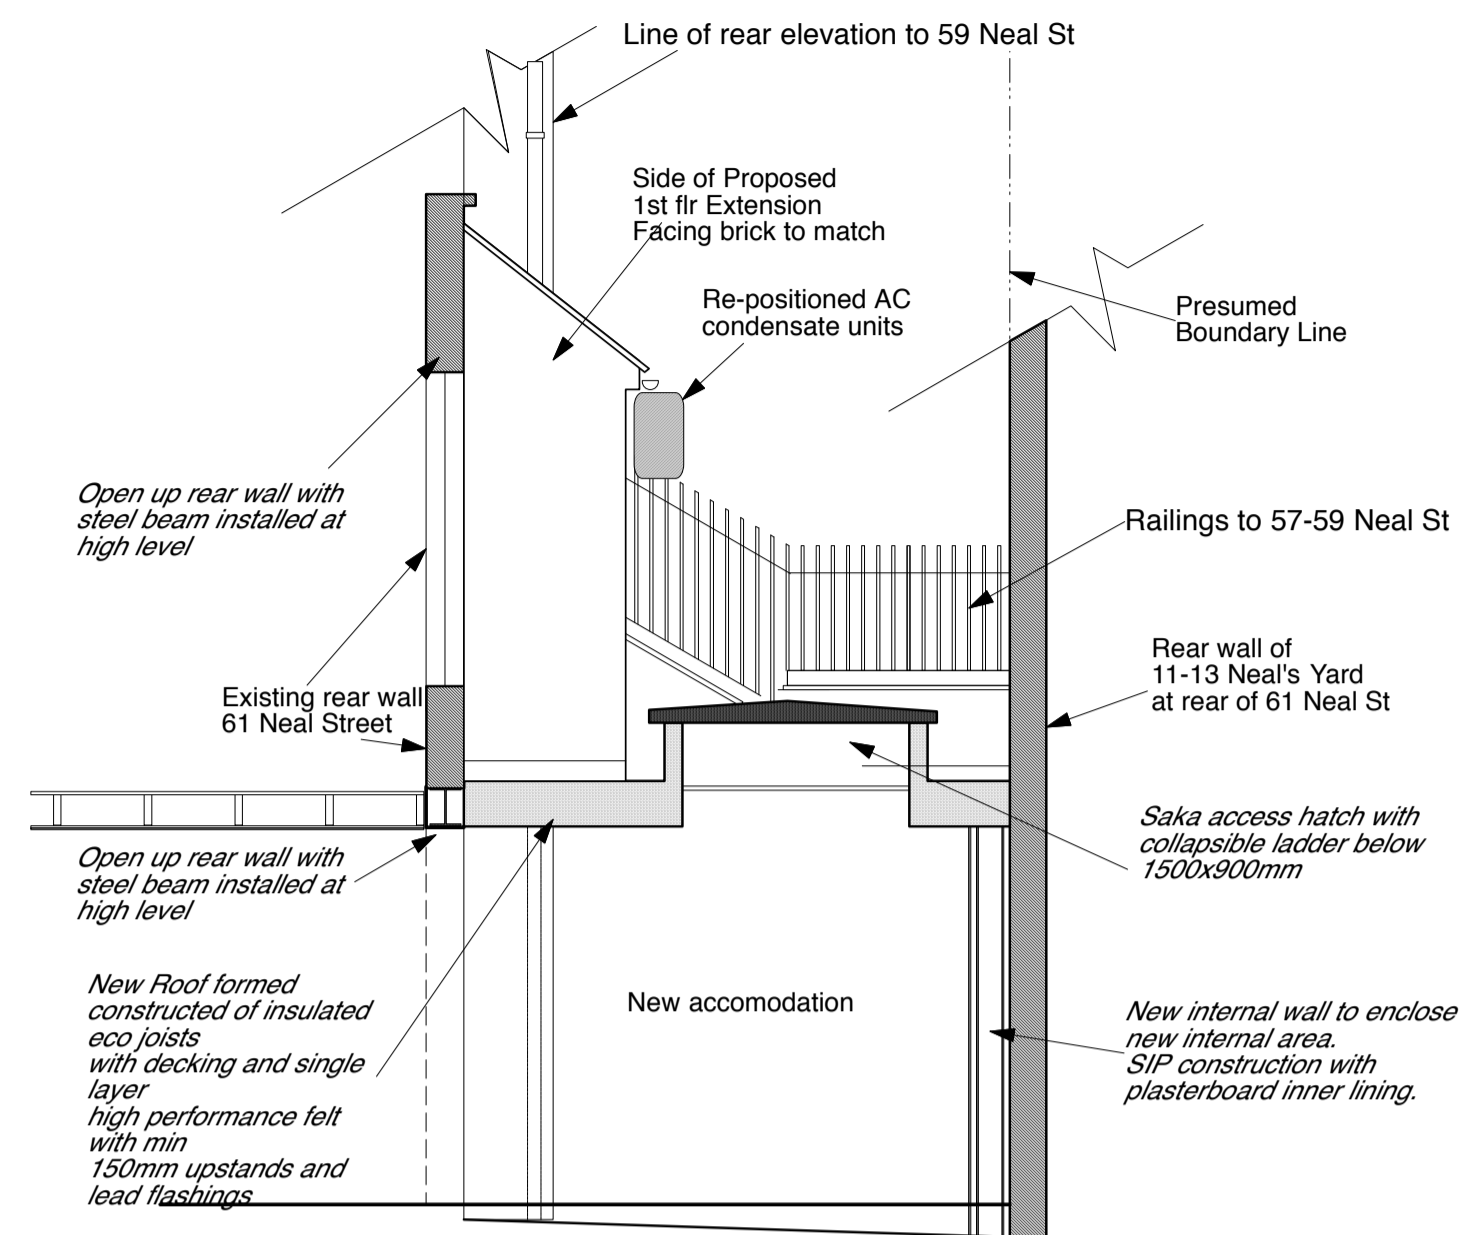 Line of rear elevation to 59 Neal St
Side of Proposed
1st flr Extension
Facing brick to match
Re-positioned AC
condensate units
Presumed
Boundary Line
Open up rear wall with
steel beam installed at
high level
Railings to 57-59 Neal St
Existing rear wall
61 Neal Street
Rear wall of
11-13 Neal's Yard
at rear of 61 Neal St
Saka access hatch with
collapsible ladder below
1500x900mm
Open up rear wall with
steel beam installed at
high level
New Roof formed
constructed of insulated
eco joists
with decking and single
layer
high performance felt
with min
150mm upstands and
lead flashings
New accomodation
New internal wall to enclose
new internal area.
SIP construction with
plasterboard inner lining.